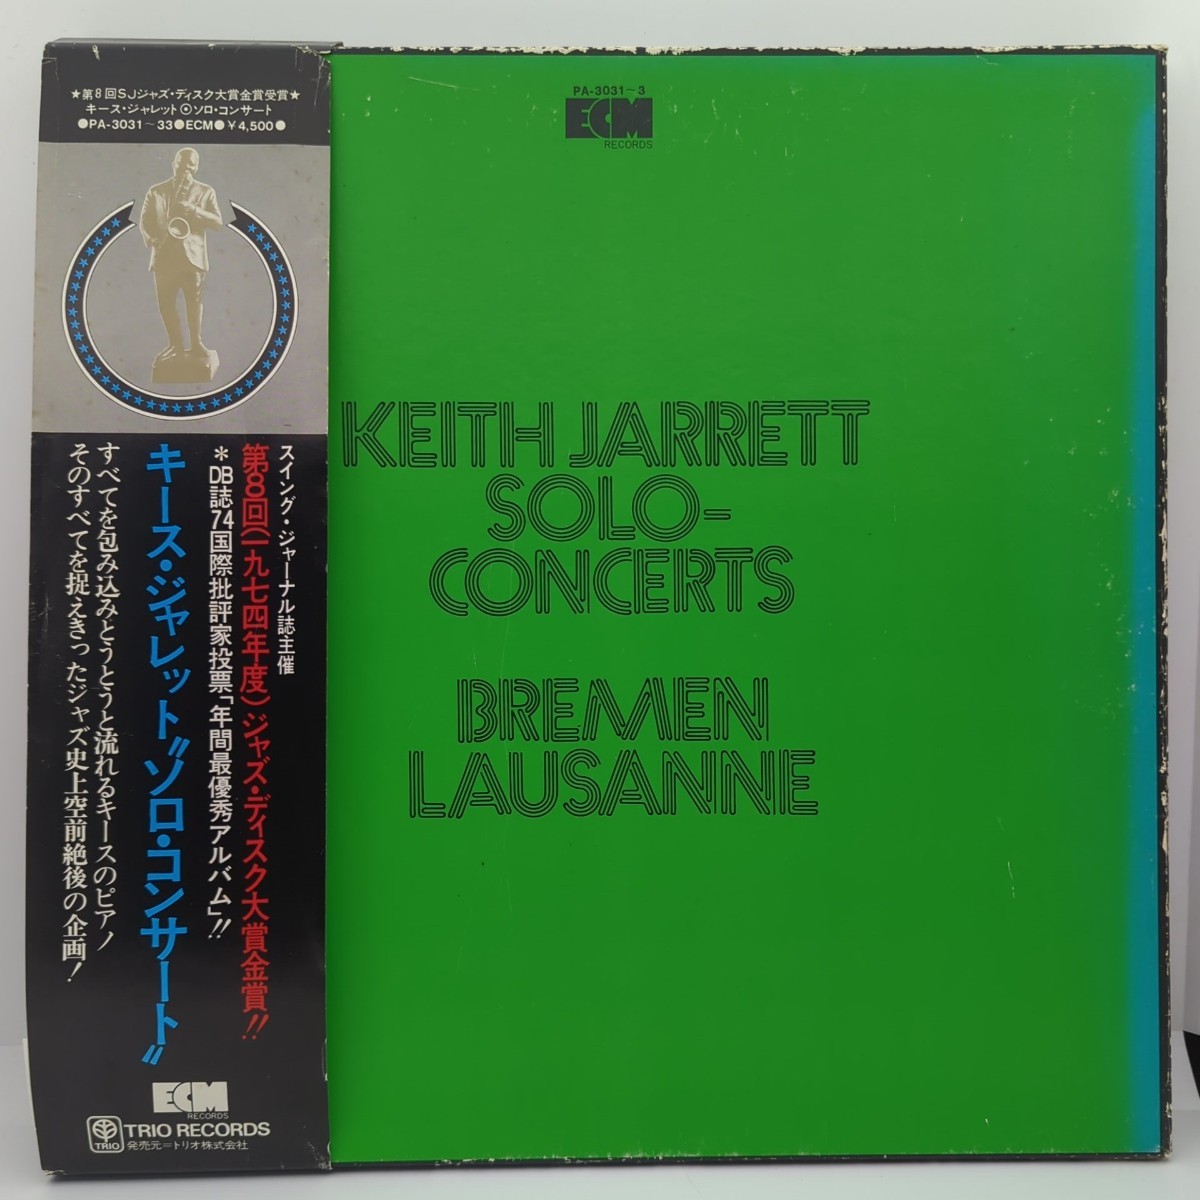 ★第8回SJジャズ・ディスク大賞金賞受賞★
キース・ジャレット⦿ソロ・コンサート
●PA-3031〜33●ECM●¥4,500●
スイング・ジャーナル誌主催
第8回(一九七四年度)ジャズ・ディスク大賞金賞!!
*DB誌74国際批評家投票「年間最優秀アルバム」!!
キース・ジャレット〝ソロ・コンサート〟
すべてを包み込みとうとうと流れるキースのピアノ
そのすべてを捉えきったジャズ史上空前絶後の企画!
ECM
RECORDS
TRIO
TRIO RECORDS
発売元=トリオ株式会社
PA-3031〜3
ECM
RECORDS
KEITH JARRETT
SOLO-
CONCERTS
BREMEN
LAUSANNE